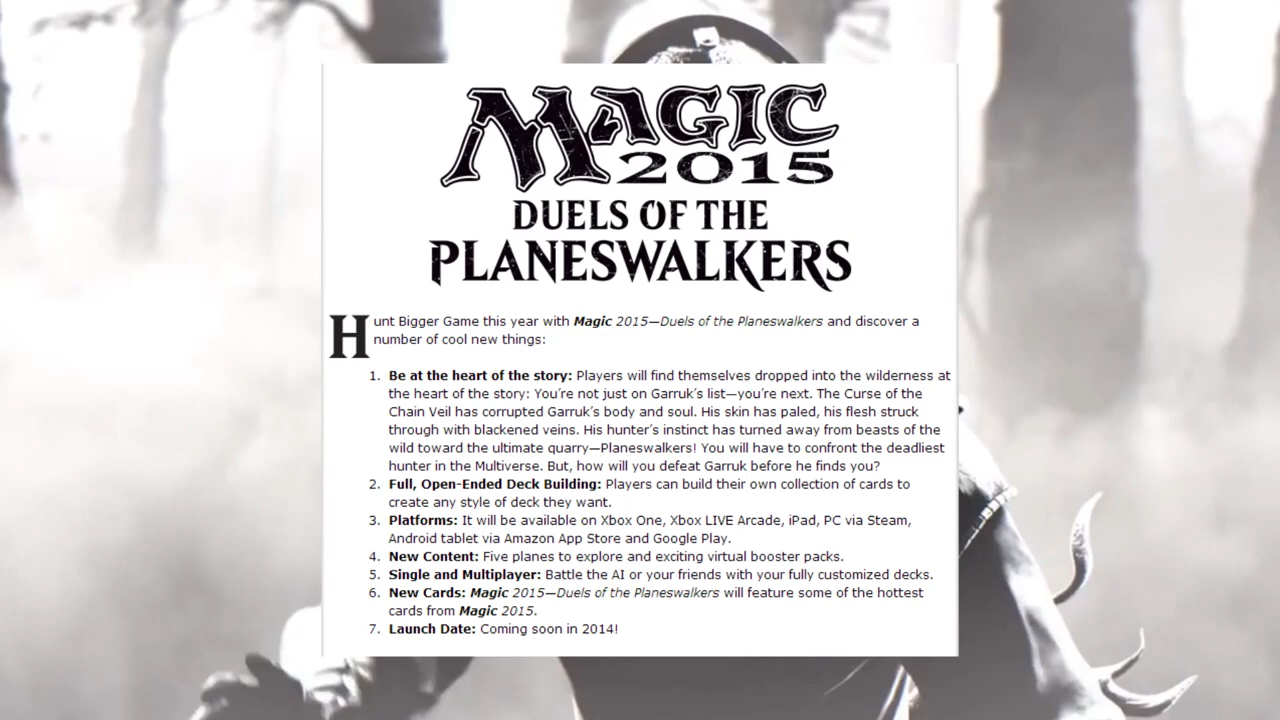 MAGIC
2015
DUELS OF THE
PLANESWALKERS
Hunt Bigger Game this year with Magic 2015—Duels of the Planeswalkers and discover a
number of cool new things:
1. Be at the heart of the story: Players will find themselves dropped into the wilderness at
the heart of the story: You’re not just on Garruk’s list—you’re next. The Curse of the
Chain Veil has corrupted Garruk’s body and soul. His skin has paled, his flesh struck
through with blackened veins. His hunter’s instinct has turned away from beasts of the
wild toward the ultimate quarry—Planeswalkers! You will have to confront the deadliest
hunter in the Multiverse. But, how will you defeat Garruk before he finds you?
2. Full, Open-Ended Deck Building: Players can build their own collection of cards to
create any style of deck they want.
3. Platforms: It will be available on Xbox One, Xbox LIVE Arcade, iPad, PC via Steam,
Android tablet via Amazon App Store and Google Play.
4. New Content: Five planes to explore and exciting virtual booster packs.
5. Single and Multiplayer: Battle the AI or your friends with your fully customized decks.
6. New Cards: Magic 2015—Duels of the Planeswalkers will feature some of the hottest
cards from Magic 2015.
7. Launch Date: Coming soon in 2014!